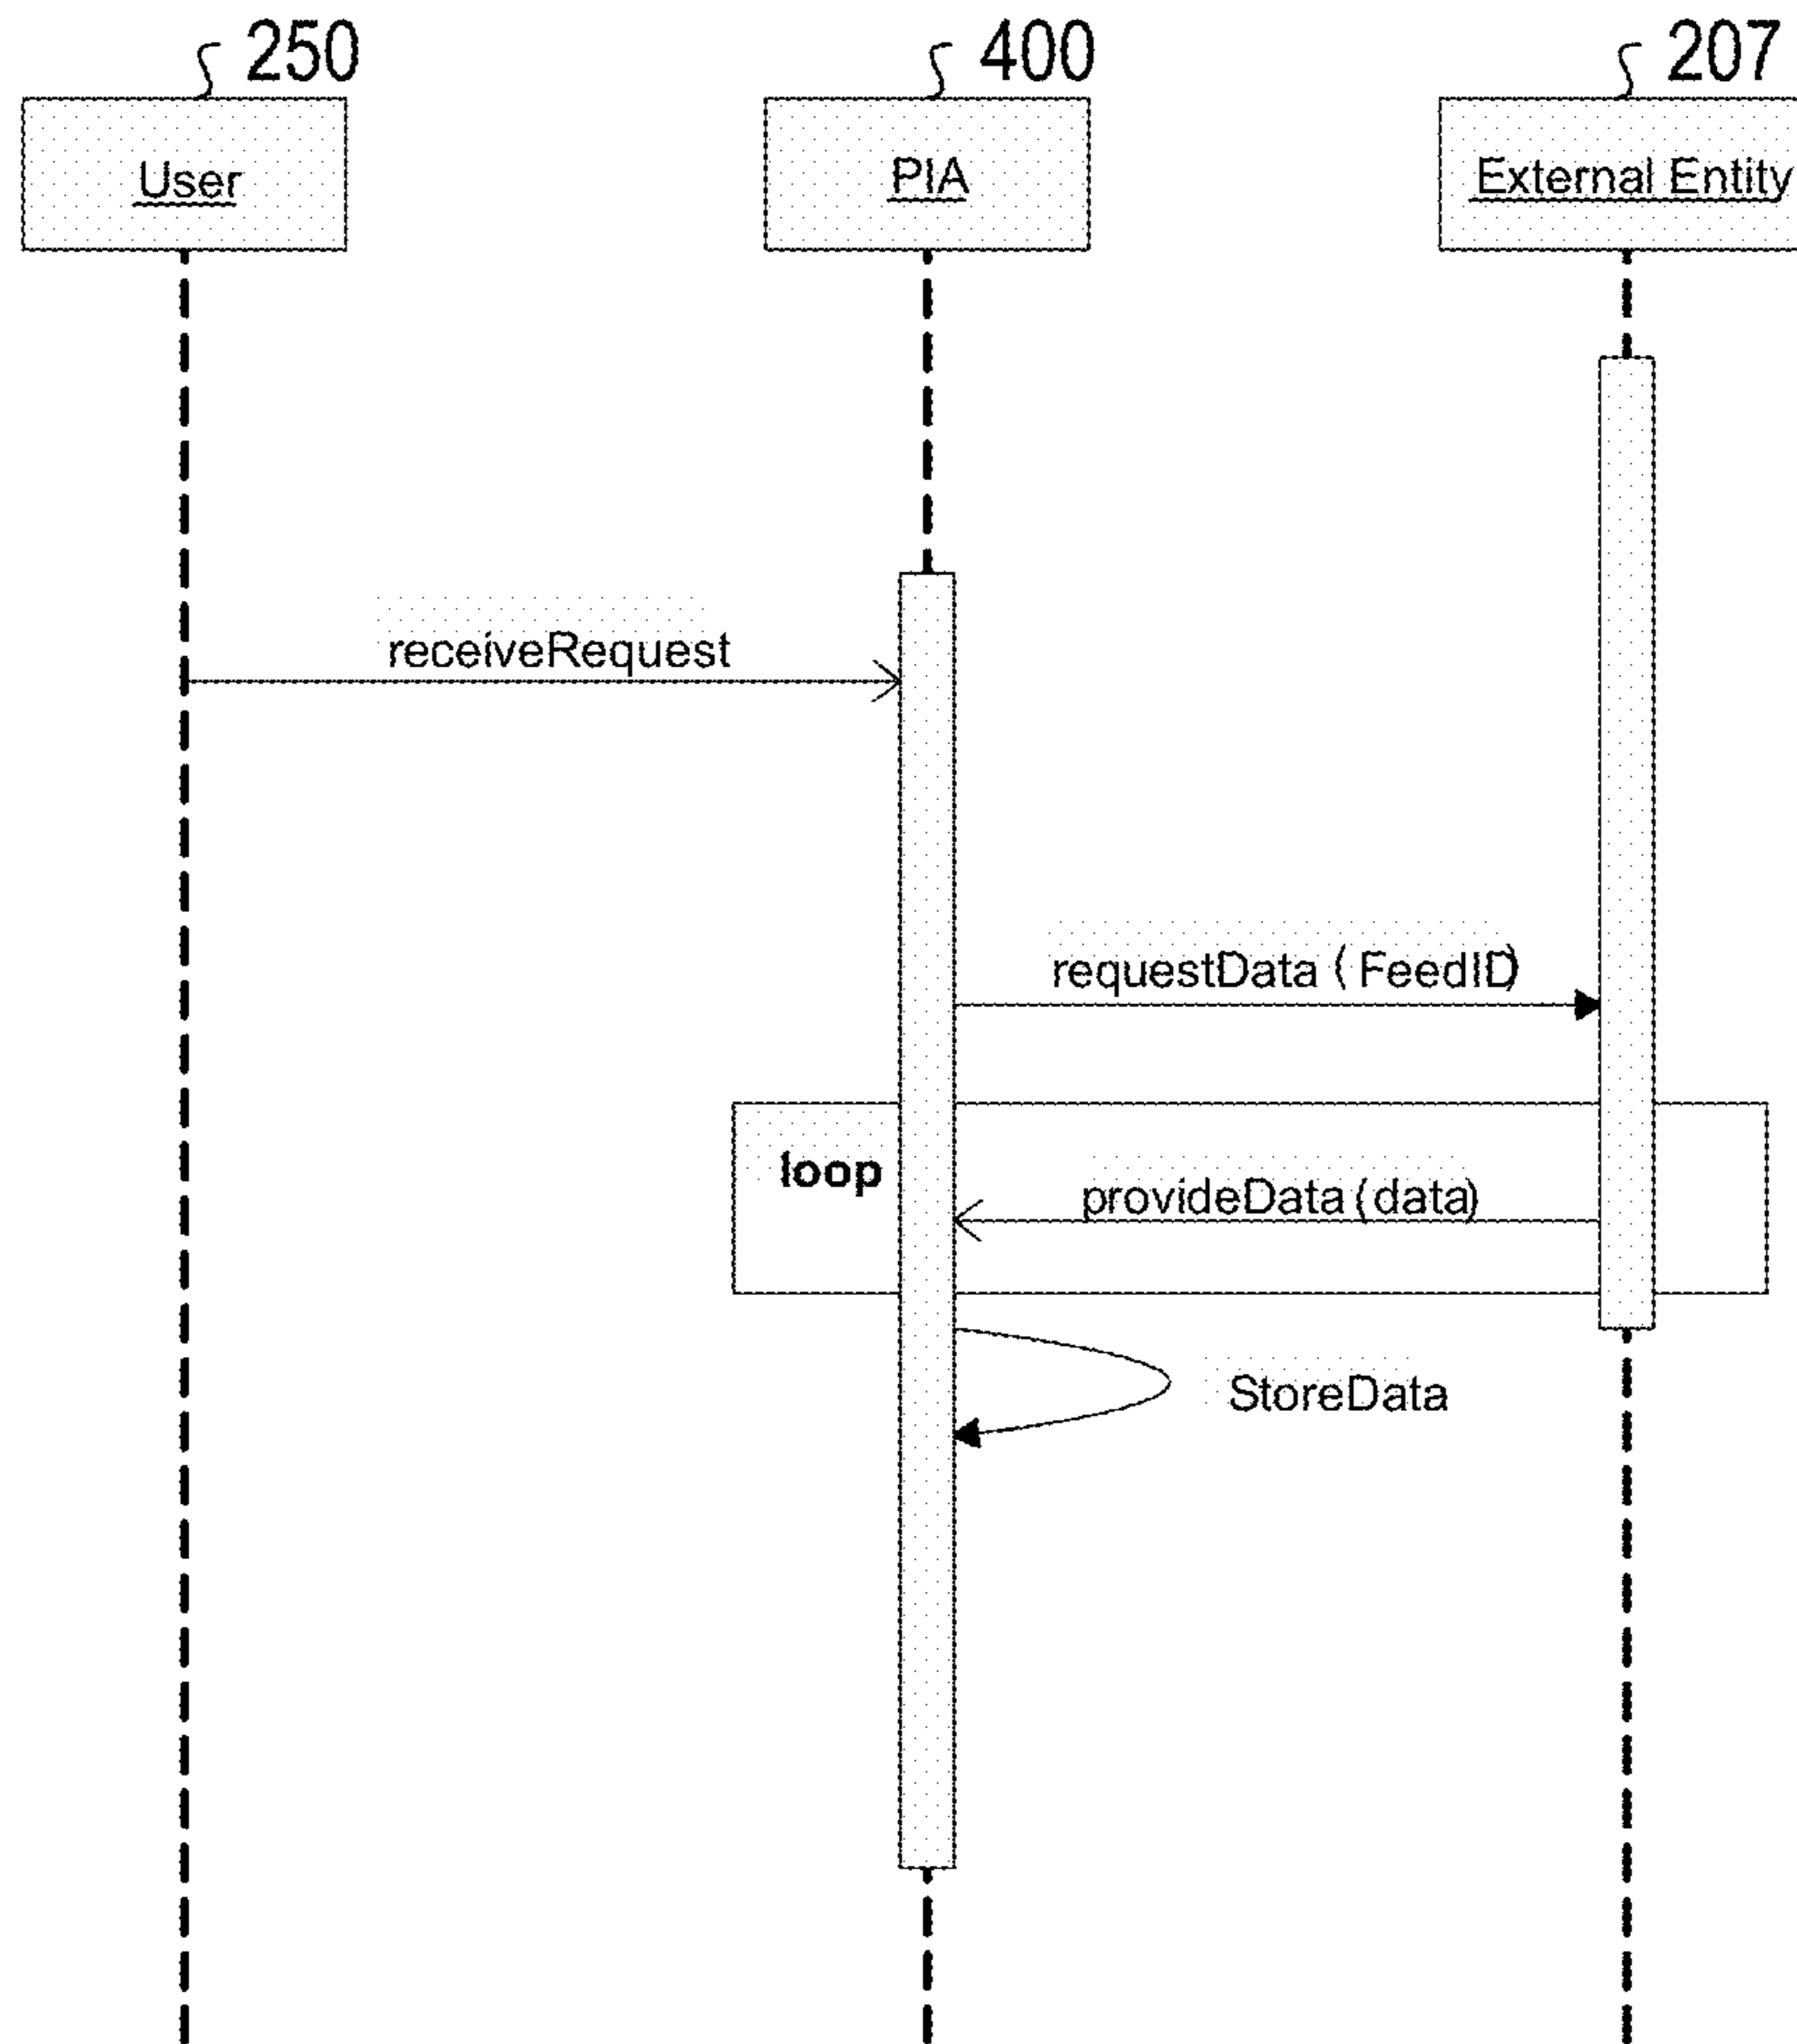 250
400
207
User
PIA
External Entity
receiveRequest
requestData (FeedID)
loop
provideData (data)
StoreData